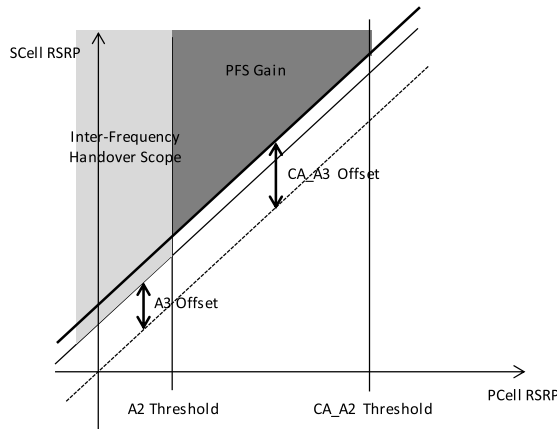 SCell RSRP
PFS Gain
Inter-Frequency
Handover Scope
CA_A3 Offset
A3 Offset
PCell RSRP
A2 Threshold
CA_A2 Threshold